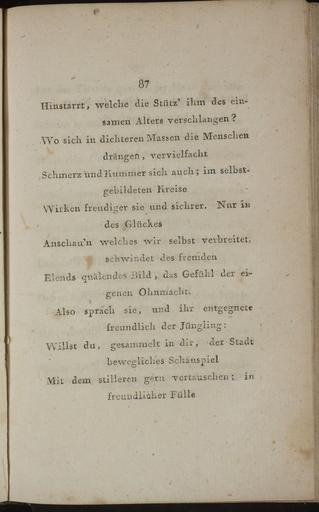 87
Hinstarrt, welche die Stütz' ihm des ein-
samen Alters verschlangen?
Wo sich in dichteren Massen die Menschen
drängen, vervielfacht
Schmerz und Kummer sich auch; im selbst-
gebildeten Kreise
Wirken freudiger sie und sichrer. Nur in
des Glückes
Anschau'n welches wir selbst verbreitet,
schwindet des fremden
Elends quälendes Bild, das Gefühl der ei-
genen Ohnmacht.
Also sprach sie, und ihr entgegnete
freundlich der Jüngling:
Willst du, gesammelt in dir, der Stadt
bewegliches Schauspiel
Mit dem stilleren gern vertauschen; in
freundlicher Fülle